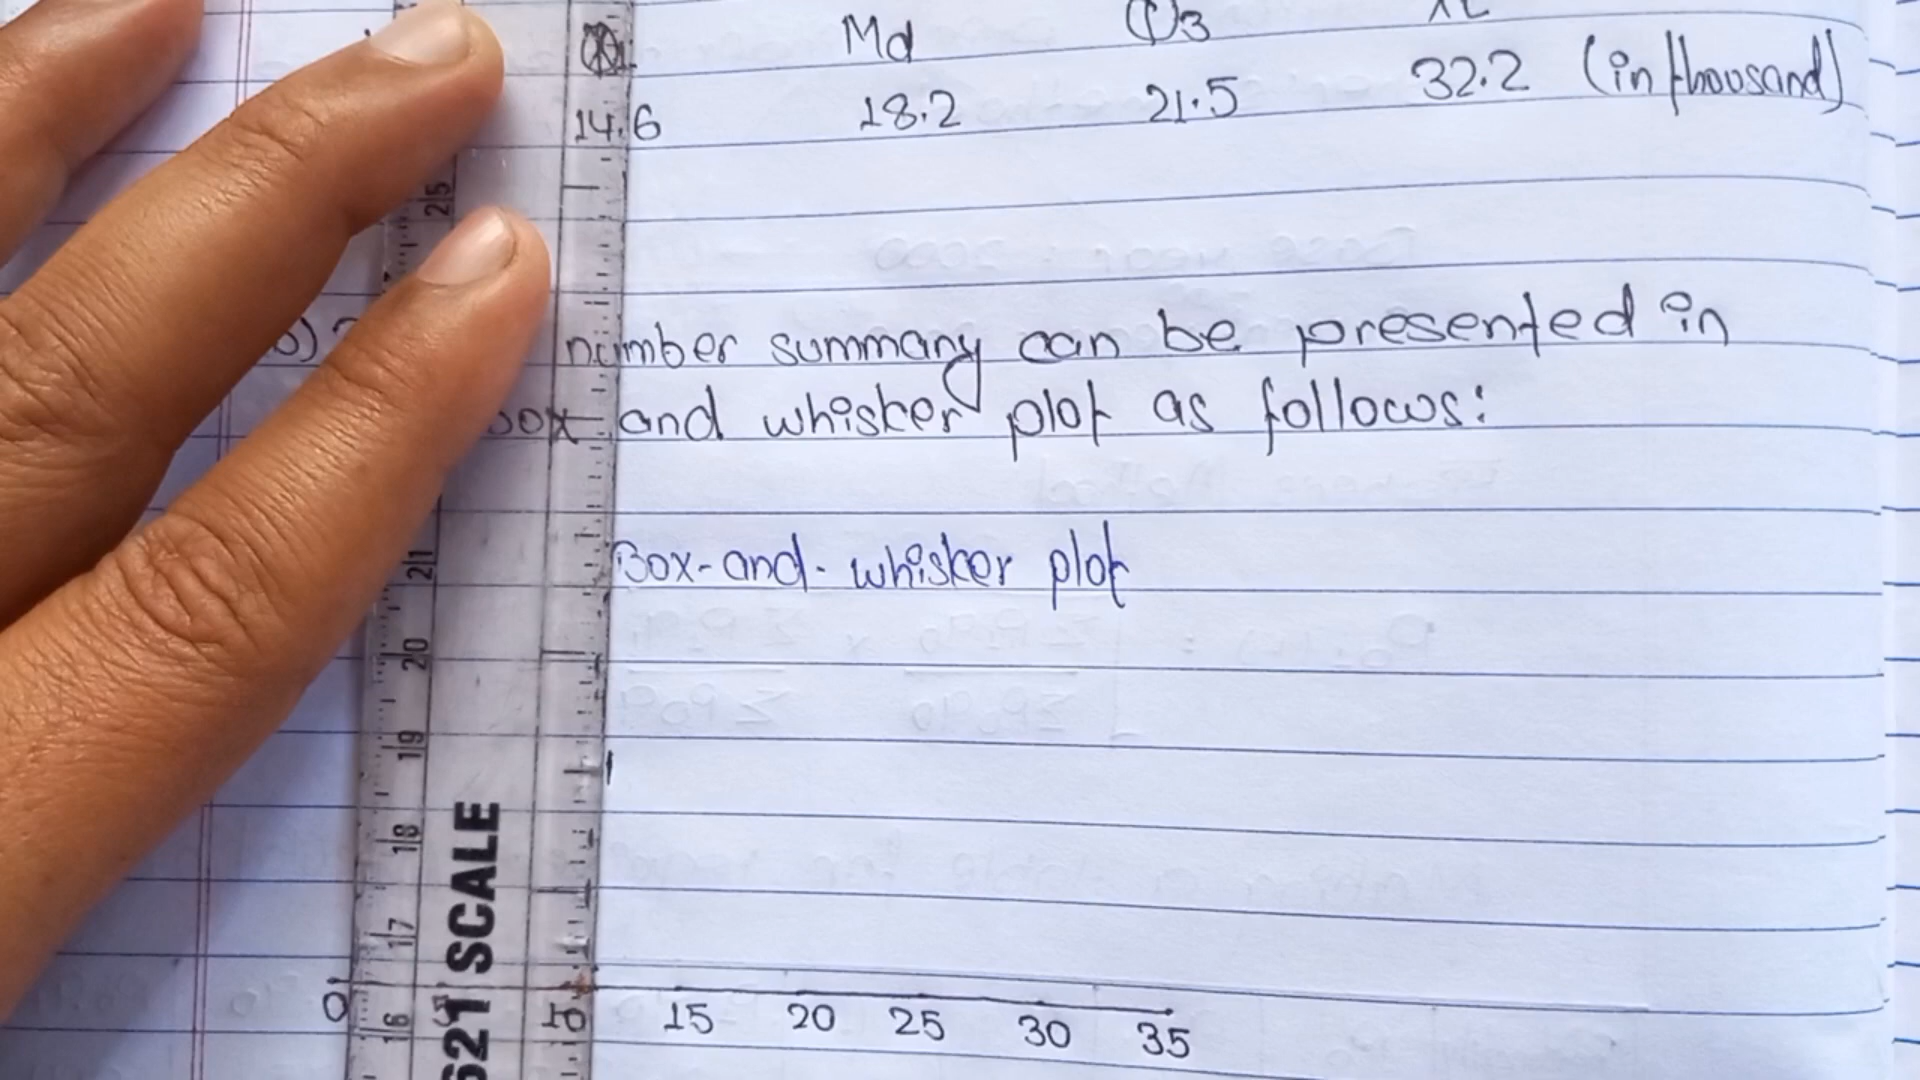 Md Q3
14.6 18.2 21.5 32.2 (in thousand)
b) number summary can be presented in
box and whisker plot as follows:
Box-and-whisker plot
0 10 15 20 25 30 35
25
21
20
19
18
17
16
621 SCALE